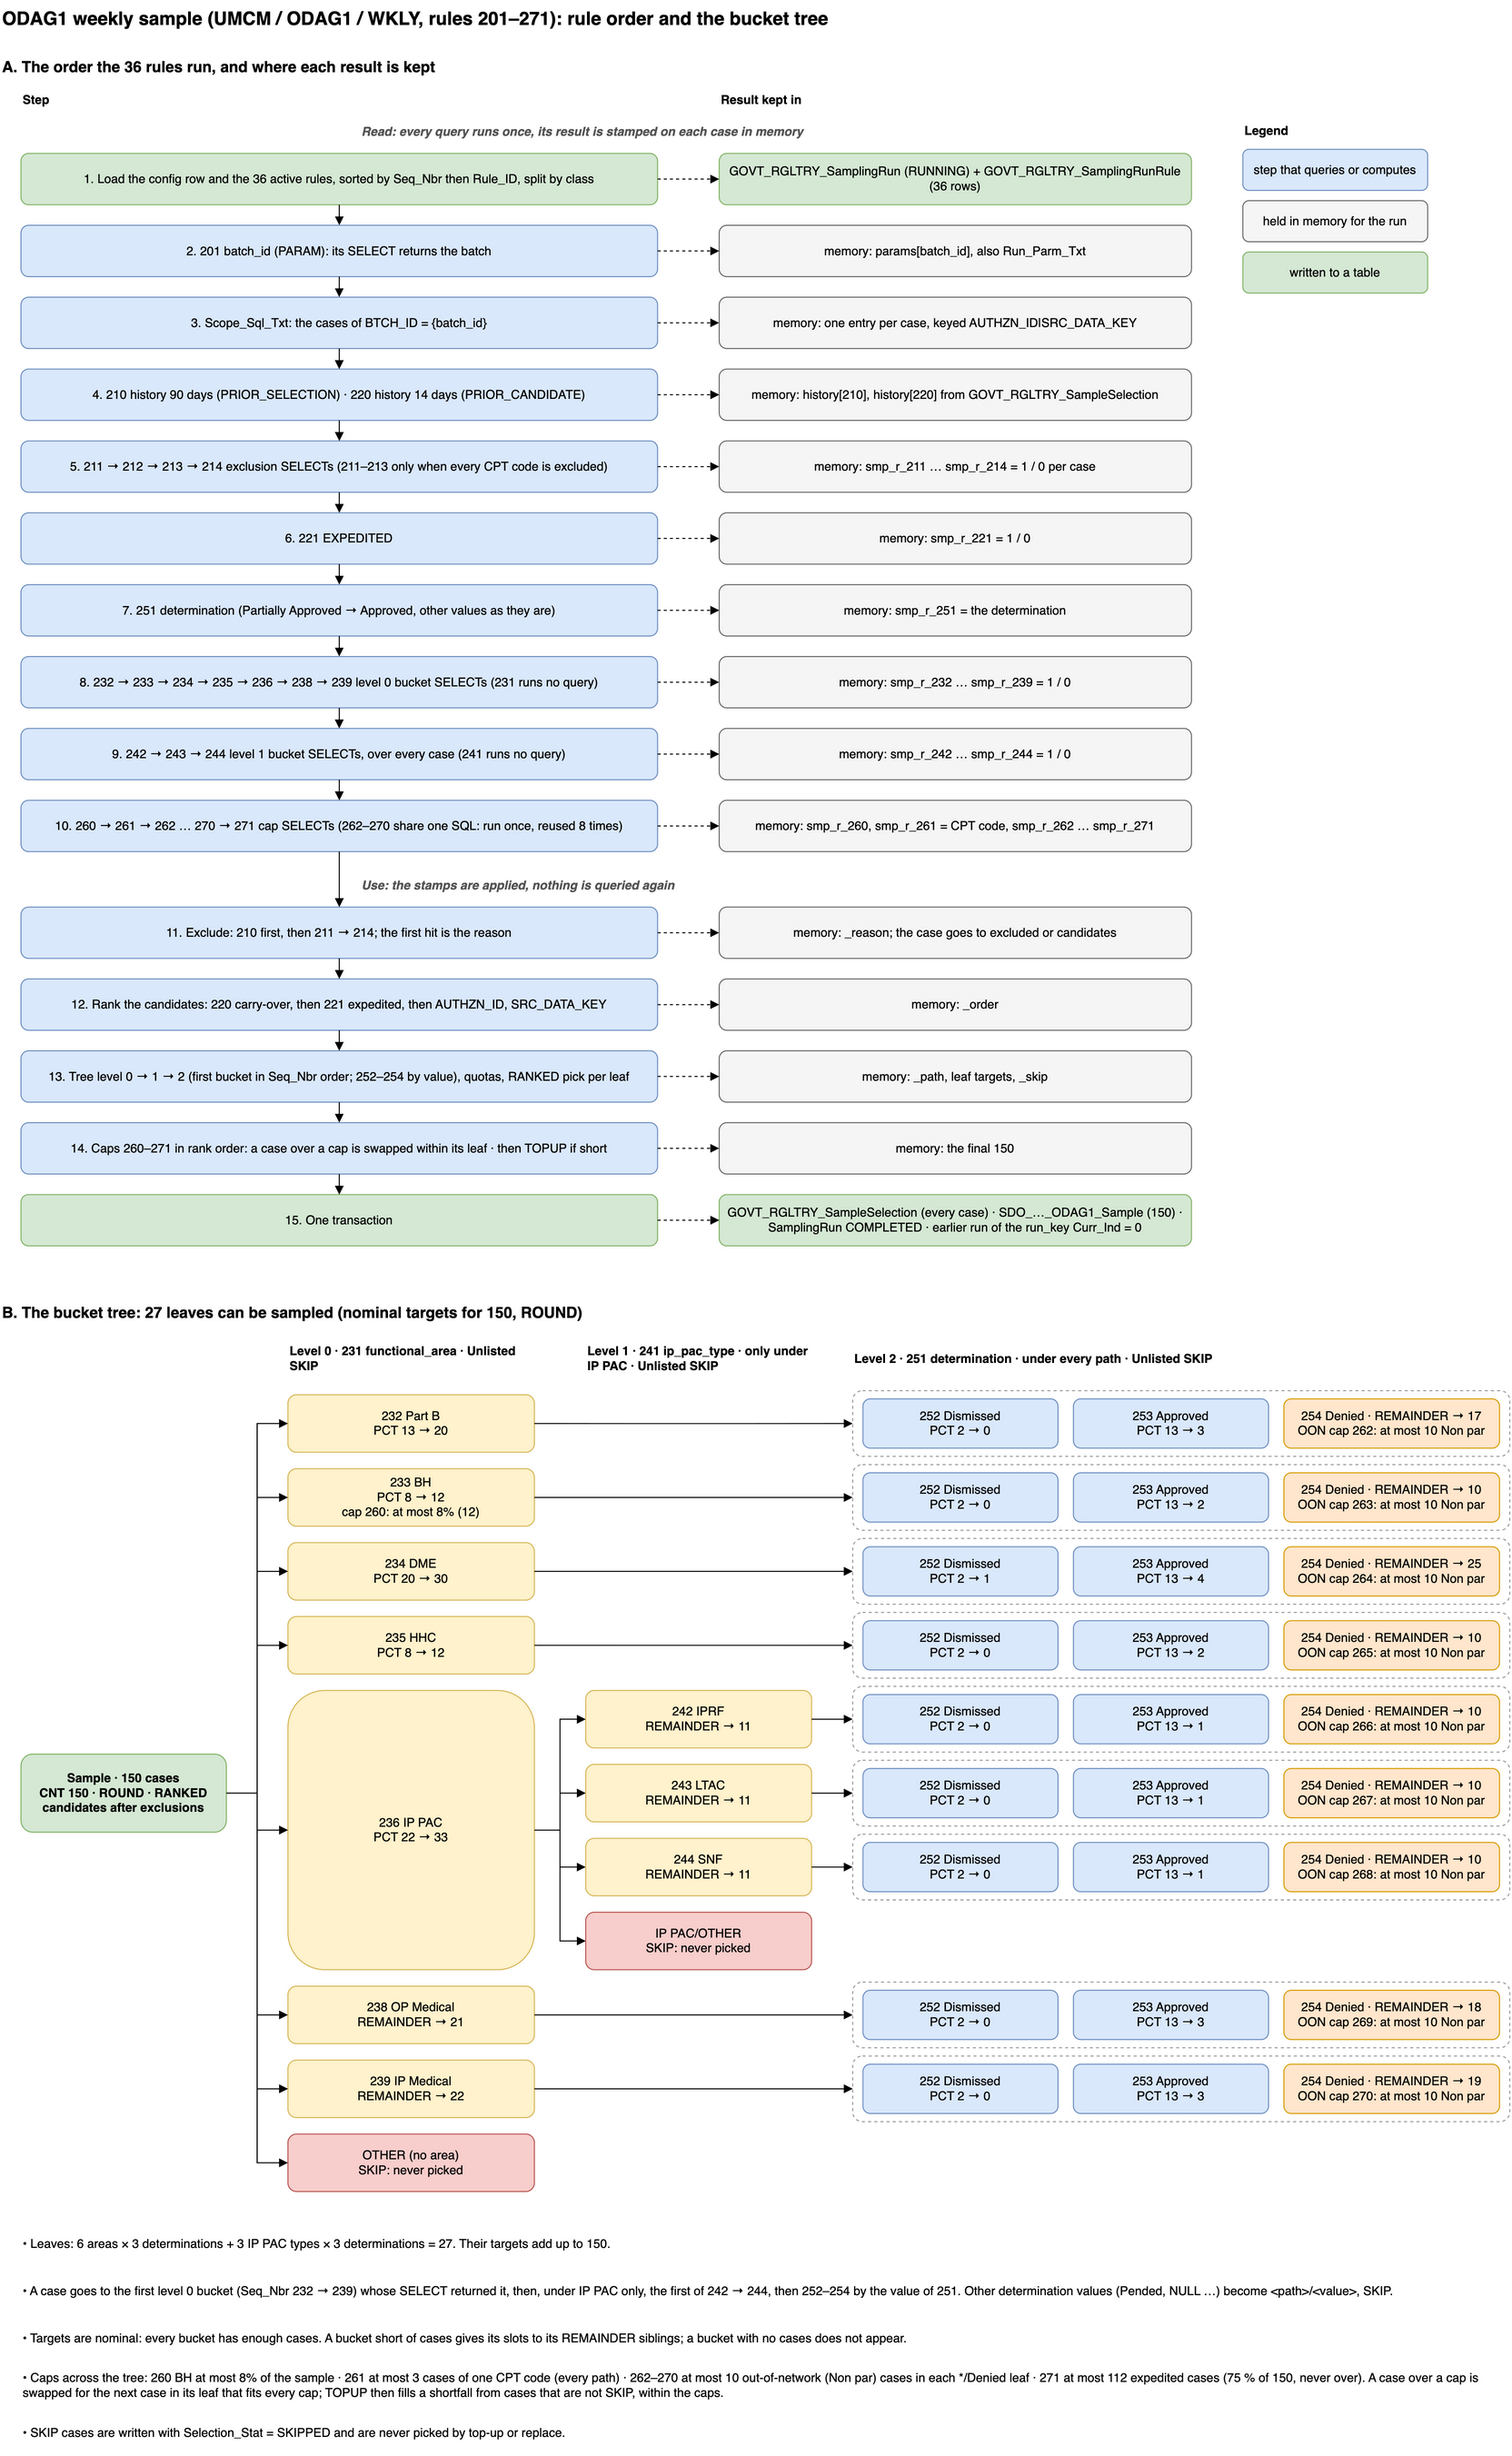 ODAG1 weekly sample (UMCM / ODAG1 / WKLY, rules 201–271): rule order and the bucket tree
A. The order the 36 rules run, and where each result is kept
Step
Result kept in
Read: every query runs once, its result is stamped on each case in memory
Legend
1. Load the config row and the 36 active rules, sorted by Seq_Nbr then Rule_ID, split by class
GOVT_RGLTRY_SamplingRun (RUNNING) + GOVT_RGLTRY_SamplingRunRule
(36 rows)
step that queries or computes
held in memory for the run
written to a table
2. 201 batch_id (PARAM): its SELECT returns the batch
memory: params[batch_id], also Run_Parm_Txt
3. Scope_Sql_Txt: the cases of BTCH_ID = {batch_id}
memory: one entry per case, keyed AUTHZN_ID|SRC_DATA_KEY
4. 210 history 90 days (PRIOR_SELECTION) · 220 history 14 days (PRIOR_CANDIDATE)
memory: history[210], history[220] from GOVT_RGLTRY_SampleSelection
5. 211 → 212 → 213 → 214 exclusion SELECTs (211–213 only when every CPT code is excluded)
memory: smp_r_211 … smp_r_214 = 1 / 0 per case
6. 221 EXPEDITED
memory: smp_r_221 = 1 / 0
7. 251 determination (Partially Approved → Approved, other values as they are)
memory: smp_r_251 = the determination
8. 232 → 233 → 234 → 235 → 236 → 238 → 239 level 0 bucket SELECTs (231 runs no query)
memory: smp_r_232 … smp_r_239 = 1 / 0
9. 242 → 243 → 244 level 1 bucket SELECTs, over every case (241 runs no query)
memory: smp_r_242 … smp_r_244 = 1 / 0
10. 260 → 261 → 262 … 270 → 271 cap SELECTs (262–270 share one SQL: run once, reused 8 times)
memory: smp_r_260, smp_r_261 = CPT code, smp_r_262 … smp_r_271
Use: the stamps are applied, nothing is queried again
11. Exclude: 210 first, then 211 → 214; the first hit is the reason
memory: _reason; the case goes to excluded or candidates
12. Rank the candidates: 220 carry-over, then 221 expedited, then AUTHZN_ID, SRC_DATA_KEY
memory: _order
13. Tree level 0 → 1 → 2 (first bucket in Seq_Nbr order; 252–254 by value), quotas, RANKED pick per leaf
memory: _path, leaf targets, _skip
14. Caps 260–271 in rank order: a case over a cap is swapped within its leaf · then TOPUP if short
memory: the final 150
15. One transaction
GOVT_RGLTRY_SampleSelection (every case) · SDO_…_ODAG1_Sample (150) ·
SamplingRun COMPLETED · earlier run of the run_key Curr_Ind = 0
B. The bucket tree: 27 leaves can be sampled (nominal targets for 150, ROUND)
Level 0 · 231 functional_area · Unlisted
SKIP
Level 1 · 241 ip_pac_type · only under
IP PAC · Unlisted SKIP
Level 2 · 251 determination · under every path · Unlisted SKIP
232 Part B
PCT 13 → 20
252 Dismissed
PCT 2 → 0
253 Approved
PCT 13 → 3
254 Denied · REMAINDER → 17
OON cap 262: at most 10 Non par
233 BH
PCT 8 → 12
cap 260: at most 8% (12)
252 Dismissed
PCT 2 → 0
253 Approved
PCT 13 → 2
254 Denied · REMAINDER → 10
OON cap 263: at most 10 Non par
234 DME
PCT 20 → 30
252 Dismissed
PCT 2 → 1
253 Approved
PCT 13 → 4
254 Denied · REMAINDER → 25
OON cap 264: at most 10 Non par
235 HHC
PCT 8 → 12
252 Dismissed
PCT 2 → 0
253 Approved
PCT 13 → 2
254 Denied · REMAINDER → 10
OON cap 265: at most 10 Non par
Sample · 150 cases
CNT 150 · ROUND · RANKED
candidates after exclusions
236 IP PAC
PCT 22 → 33
242 IPRF
REMAINDER → 11
252 Dismissed
PCT 2 → 0
253 Approved
PCT 13 → 1
254 Denied · REMAINDER → 10
OON cap 266: at most 10 Non par
243 LTAC
REMAINDER → 11
252 Dismissed
PCT 2 → 0
253 Approved
PCT 13 → 1
254 Denied · REMAINDER → 10
OON cap 267: at most 10 Non par
244 SNF
REMAINDER → 11
252 Dismissed
PCT 2 → 0
253 Approved
PCT 13 → 1
254 Denied · REMAINDER → 10
OON cap 268: at most 10 Non par
IP PAC/OTHER
SKIP: never picked
238 OP Medical
REMAINDER → 21
252 Dismissed
PCT 2 → 0
253 Approved
PCT 13 → 3
254 Denied · REMAINDER → 18
OON cap 269: at most 10 Non par
239 IP Medical
REMAINDER → 22
252 Dismissed
PCT 2 → 0
253 Approved
PCT 13 → 3
254 Denied · REMAINDER → 19
OON cap 270: at most 10 Non par
OTHER (no area)
SKIP: never picked
• Leaves: 6 areas × 3 determinations + 3 IP PAC types × 3 determinations = 27. Their targets add up to 150.
• A case goes to the first level 0 bucket (Seq_Nbr 232 → 239) whose SELECT returned it, then, under IP PAC only, the first of 242 → 244, then 252–254 by the value of 251. Other determination values (Pended, NULL …) become <path>/<value>, SKIP.
• Targets are nominal: every bucket has enough cases. A bucket short of cases gives its slots to its REMAINDER siblings; a bucket with no cases does not appear.
• Caps across the tree: 260 BH at most 8% of the sample · 261 at most 3 cases of one CPT code (every path) · 262–270 at most 10 out-of-network (Non par) cases in each */Denied leaf · 271 at most 112 expedited cases (75 % of 150, never over). A case over a cap is
swapped for the next case in its leaf that fits every cap; TOPUP then fills a shortfall from cases that are not SKIP, within the caps.
• SKIP cases are written with Selection_Stat = SKIPPED and are never picked by top-up or replace.